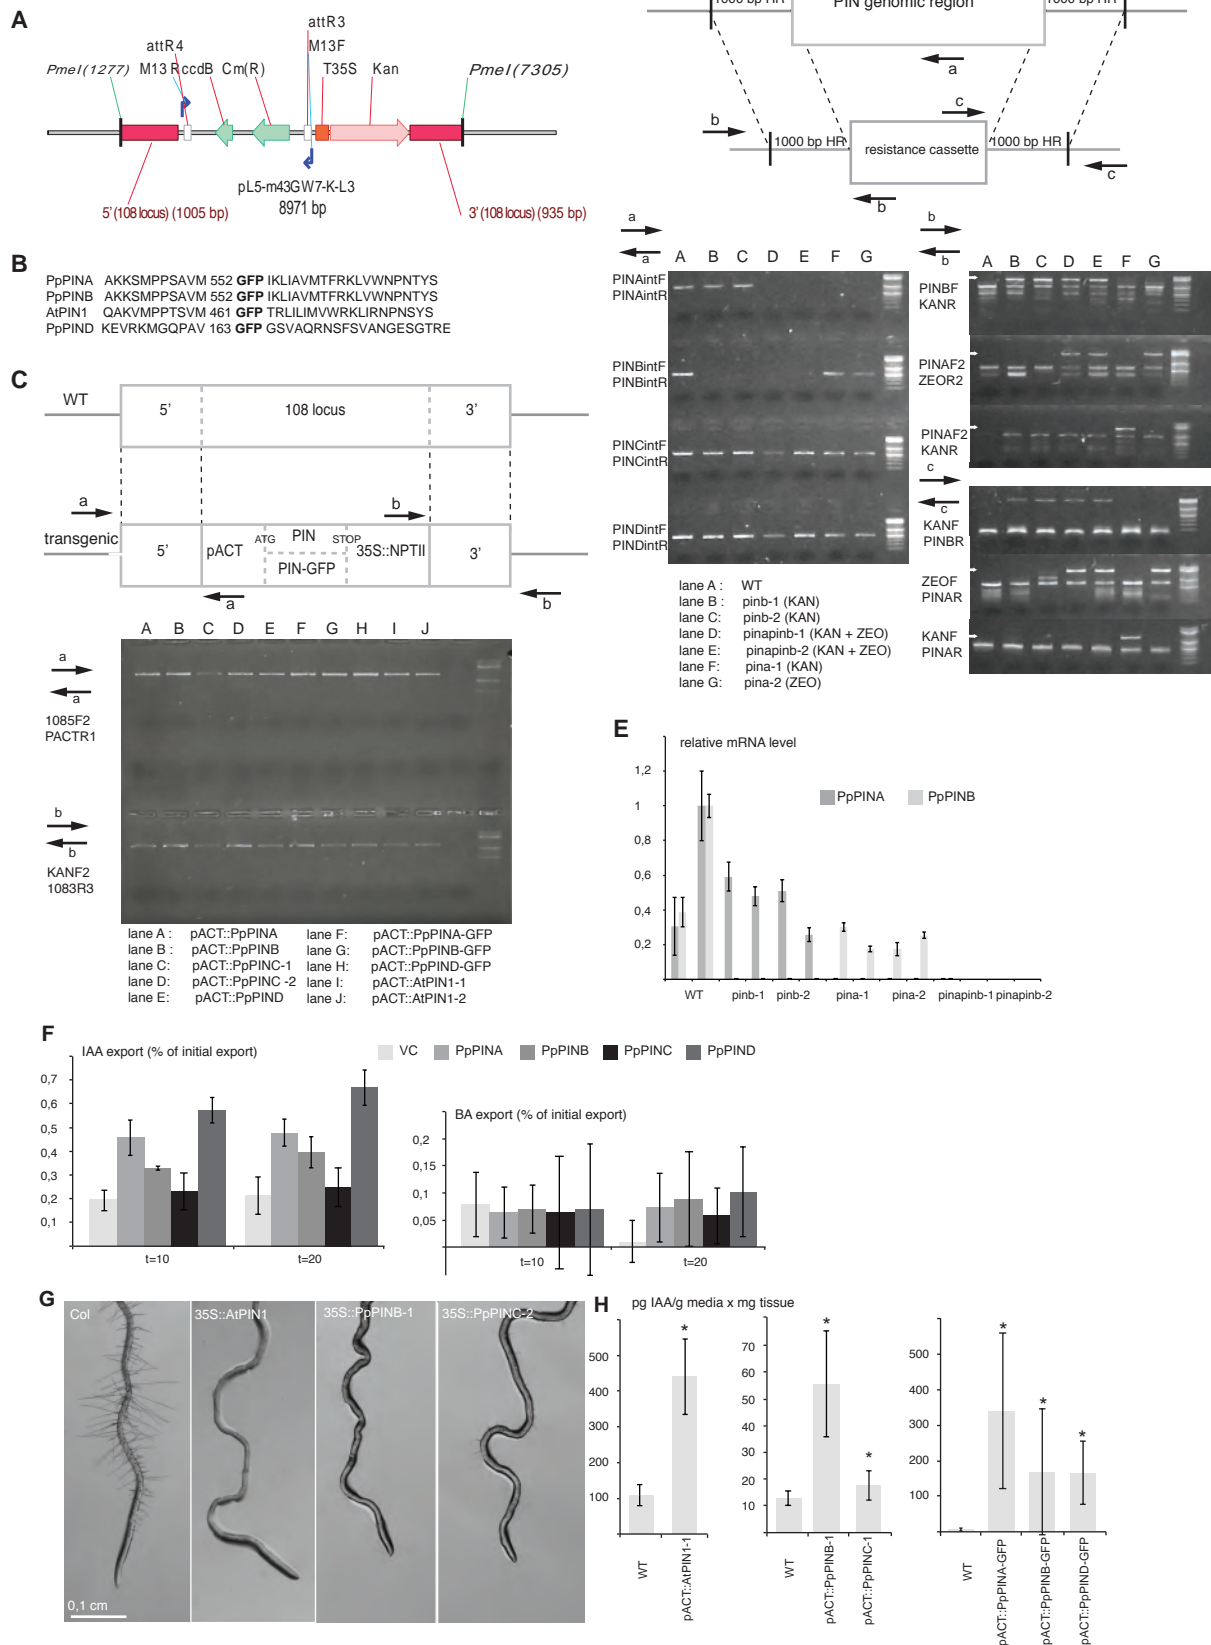 A
attR3
attR4
M13F
PmeI(1277)
M13 R
ccdB
Cm(R)
T35S
Kan
PmeI(7305)
pL5-m43GW7-K-L3
8971 bp
5'(108 locus) (1005 bp)
3'(108 locus) (935 bp)
B
PpPINA AKKSMPPSAVM 552 GFP IKLIAVMTFRKLVWNPNTYS
PpPINB AKKSMPPSAVM 552 GFP IKLIAVMTFRKLVWNPNTYS
AtPIN1 QAKVMPPTSVM 461 GFP TRLILIMVWRKLIRNPNSYS
PpPIND KEVRKMGQPAV 163 GFP GSVAQRNSFSVANGESGTRE
C
WT
5'
108 locus
3'
a
b
transgenic
5'
pACT
ATG
PIN
STOP
PIN-GFP
35S::NPTII
3'
a
b
A B C D E F G H I J
a
a
1085F2
PACTR1
b
b
KANF2
1083R3
lane A : pACT::PpPINA
lane B : pACT::PpPINB
lane C: pACT::PpPINC-1
lane D: pACT::PpPINC -2
lane E: pACT::PpPIND
lane F: pACT::PpPINA-GFP
lane G: pACT::PpPINB-GFP
lane H: pACT::PpPIND-GFP
lane I: pACT::AtPIN1-1
lane J: pACT::AtPIN1-2
1000 bp HR
PIN genomic region
1000 bp HR
a
c
b
1000 bp HR
resistance cassette
1000 bp HR
c
b
a
a
A B C D E F G
PINAintF
PINAintR
PINBintF
PINBintR
PINCintF
PINCintR
PINDintF
PINDintR
b
b
A B C D E F G
PINBF
KANR
PINAF2
ZEOR2
PINAF2
KANR
c
c
KANF
PINBR
ZEOF
PINAR
KANF
PINAR
lane A : WT
lane B : pinb-1 (KAN)
lane C: pinb-2 (KAN)
lane D: pinapinb-1 (KAN + ZEO)
lane E: pinapinb-2 (KAN + ZEO)
lane F: pina-1 (KAN)
lane G: pina-2 (ZEO)
E
relative mRNA level
1,2
1
0,8
0,6
0,4
0,2
PpPINA PpPINB
WT pinb-1 pinb-2 pina-1 pina-2 pinapinb-1 pinapinb-2
F
IAA export (% of initial export)
VC PpPINA PpPINB PpPINC PpPIND
0,7
0,6
0,5
0,4
0,3
0,2
0,1
t=10 t=20
BA export (% of initial export)
0,2
0,15
0,1
0,05
t=10 t=20
G
Col
35S::AtPIN1
35S::PpPINB-1
35S::PpPINC-2
0,1 cm
H
pg IAA/g media x mg tissue
500
400
300
200
100
*
WT
pACT::AtPIN1-1
70
60
50
40
30
20
10
*
*
WT
pACT::PpPINB-1
pACT::PpPINC-1
500
400
300
200
100
*
*
*
WT
pACT::PpPINA-GFP
pACT::PpPINB-GFP
pACT::PpPIND-GFP